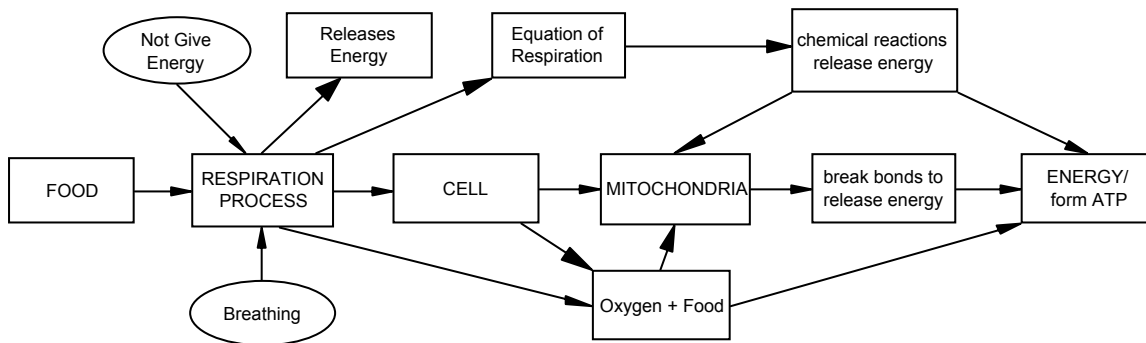 Not Give
Energy
Releases
Energy
Equation of
Respiration
chemical reactions
release energy
FOOD
RESPIRATION
PROCESS
CELL
MITOCHONDRIA
break bonds to
release energy
ENERGY/
form ATP
Breathing
Oxygen + Food